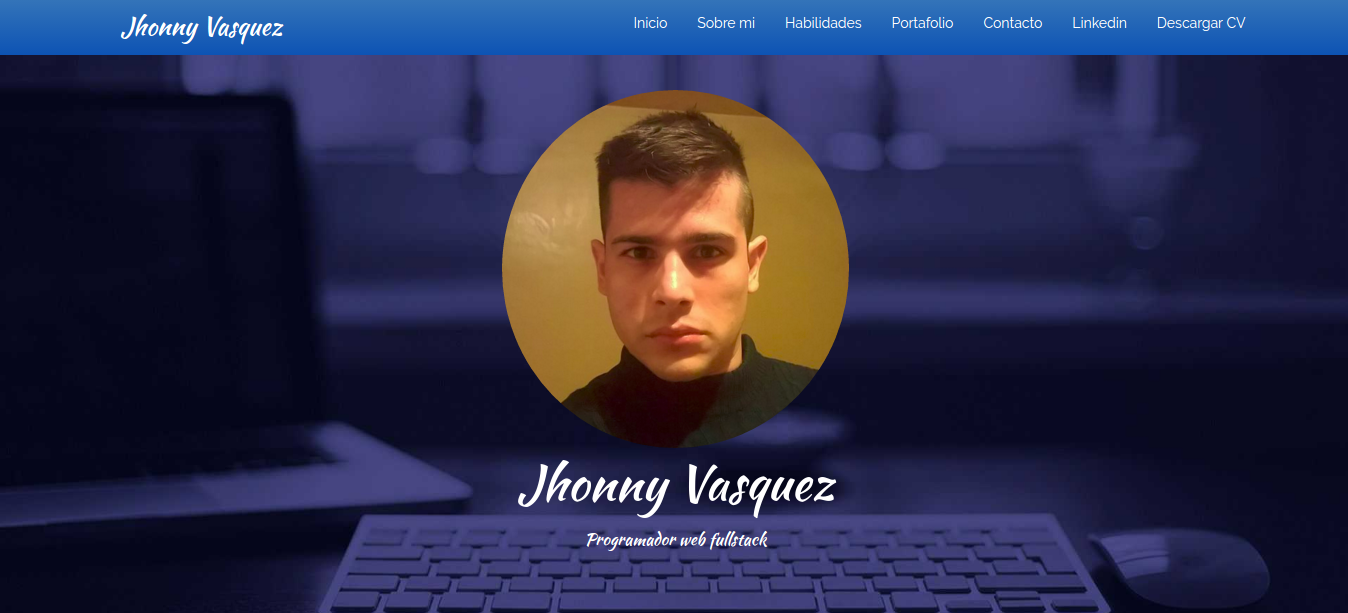 Jhonny Vasquez
Inicio Sobre mi Habilidades Portafolio Contacto Linkedin Descargar CV
Jhonny Vasquez
Programador web fullstack